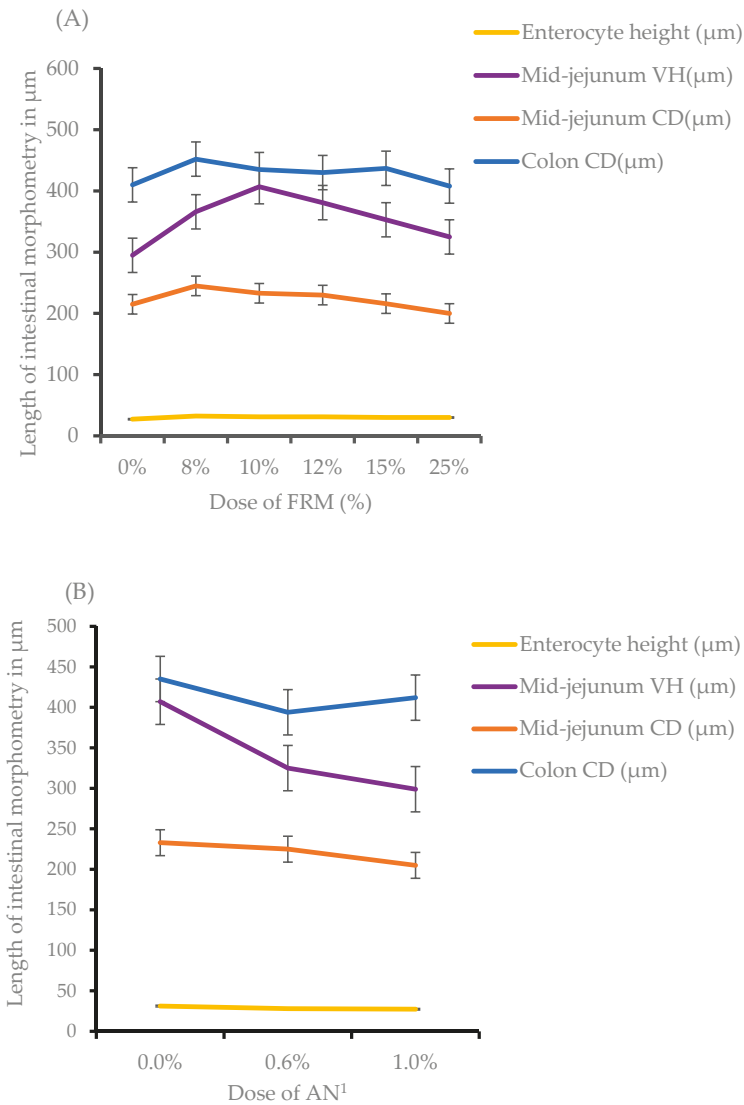 (A)
Enterocyte height (µm)
Mid-jejunum VH(µm)
Mid-jejunum CD(µm)
Colon CD(µm)
Length of intestinal morphometry in µm
600
500
400
300
200
100
0
0% 8% 10% 12% 15% 25%
Dose of FRM (%)
(B)
Enterocyte height (µm)
Mid-jejunum VH (µm)
Mid-jejunum CD (µm)
Colon CD (µm)
Length of intestinal morphometry in µm
500
450
400
350
300
250
200
150
100
50
0
0.0% 0.6% 1.0%
Dose of AN¹